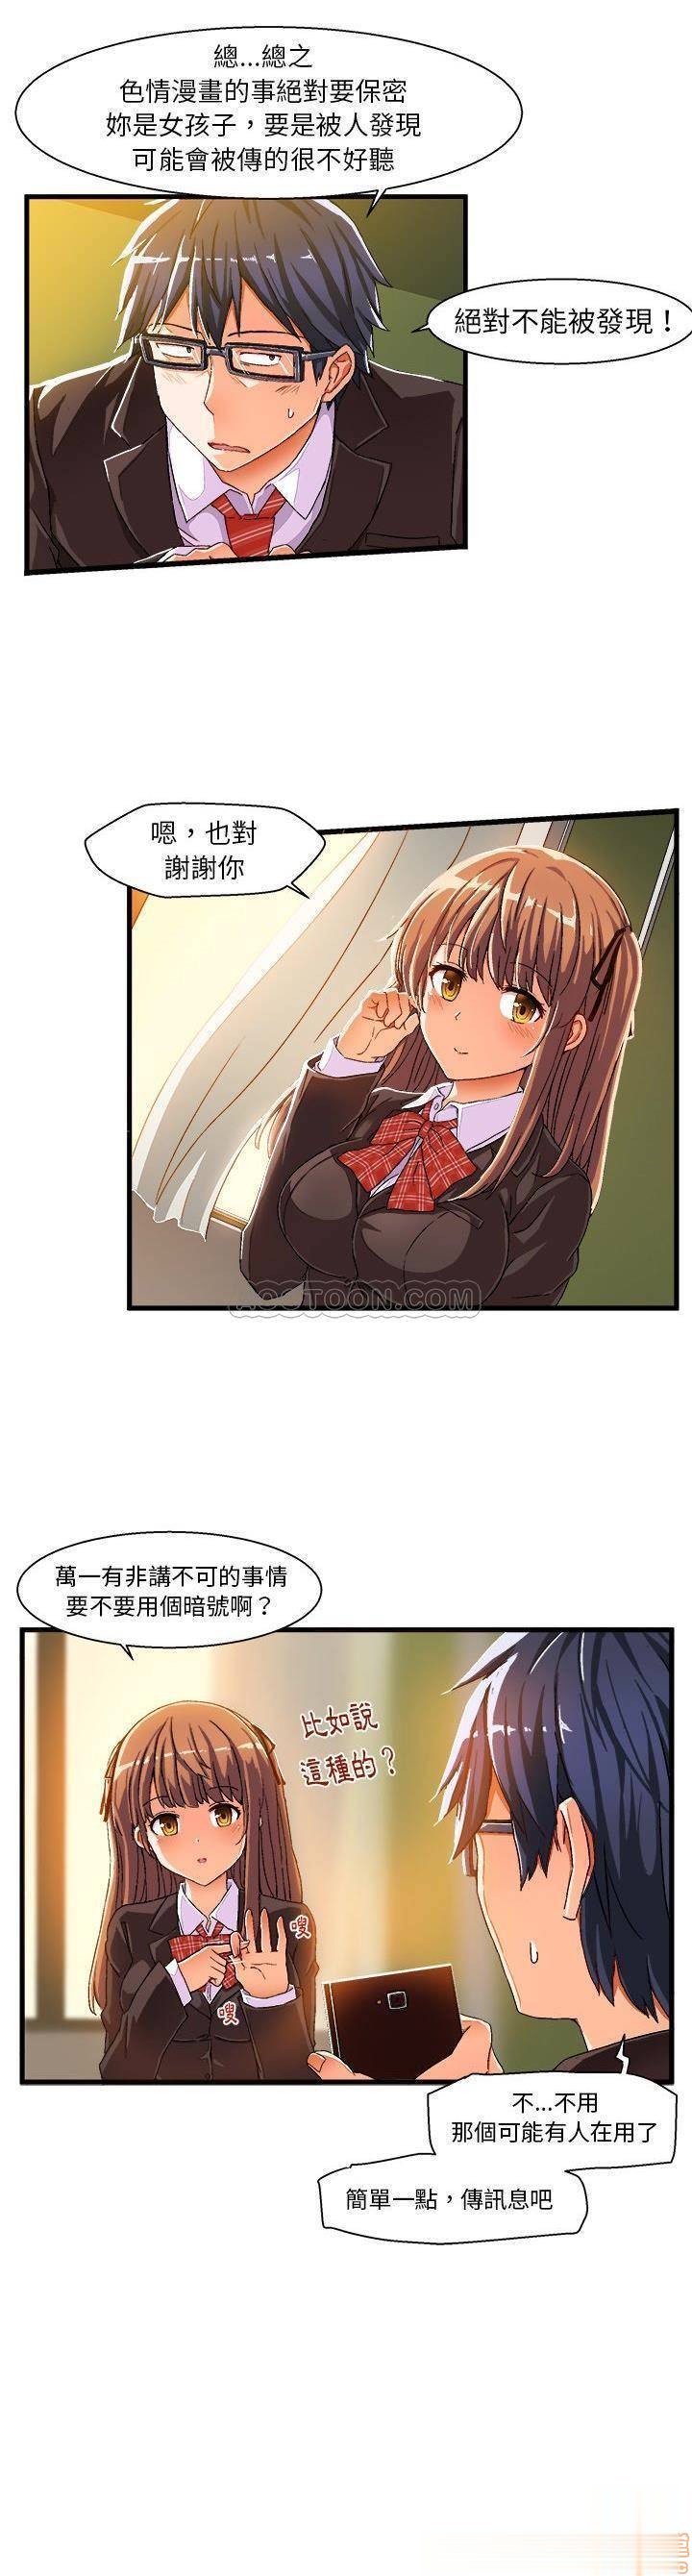 總...總之
色情漫畫的事絕對要保密
妳是女孩子，要是被人發現
可能會被傳的很不好聽
絕對不能被發現！
嗯，也對
謝謝你
萬一有非講不可的事情
要不要用個暗號啊？
比如說
這種的？
嗖
嗖
不...不用
那個可能有人在用了
簡單一點，傳訊息吧